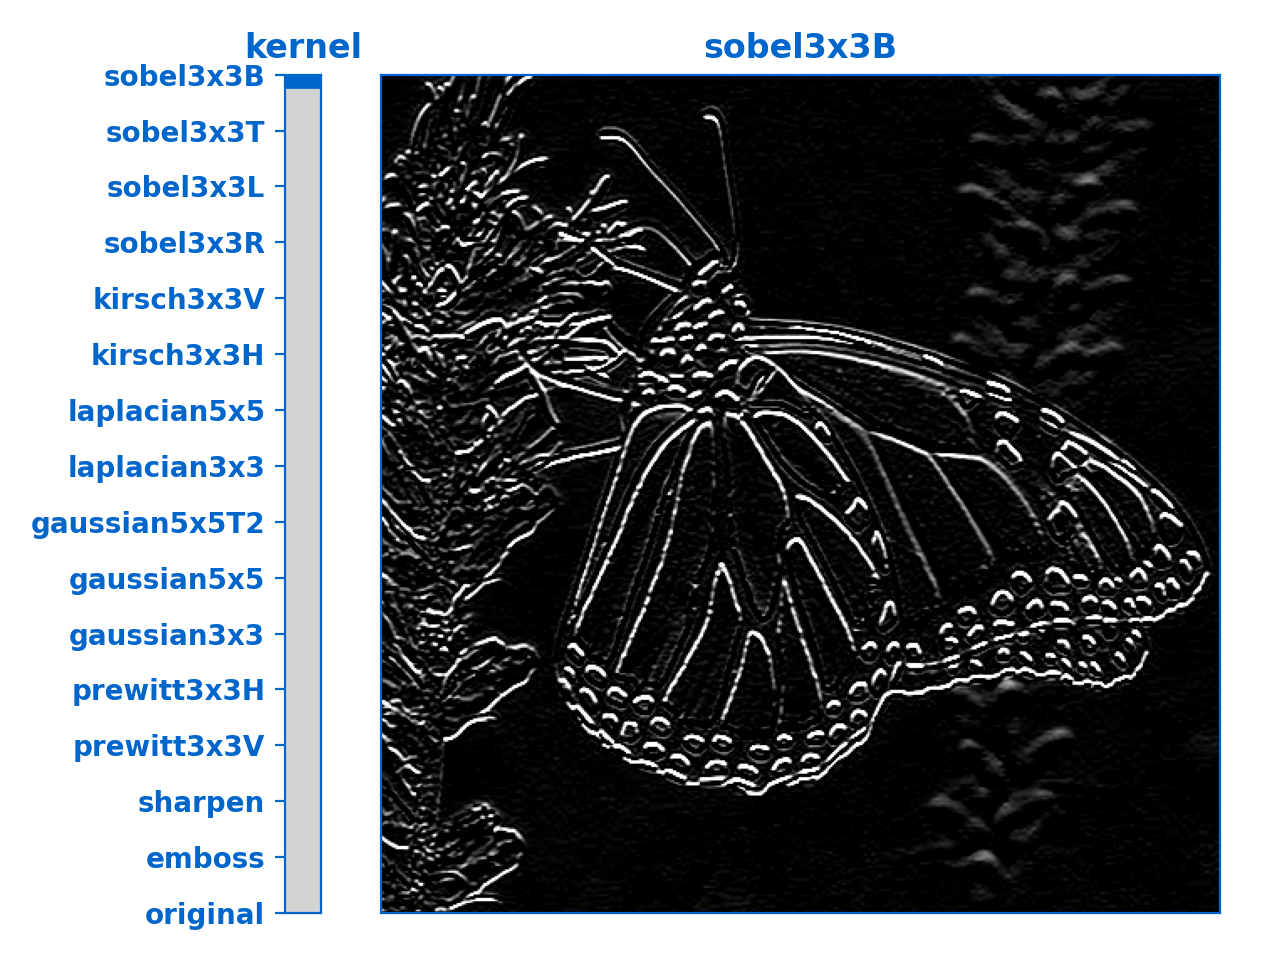 kernel
sobel3x3B
sobel3x3B
sobel3x3T
sobel3x3L
sobel3x3R
kirsch3x3V
kirsch3x3H
laplacian5x5
laplacian3x3
gaussian5x5T2
gaussian5x5
gaussian3x3
prewitt3x3H
prewitt3x3V
sharpen
emboss
original